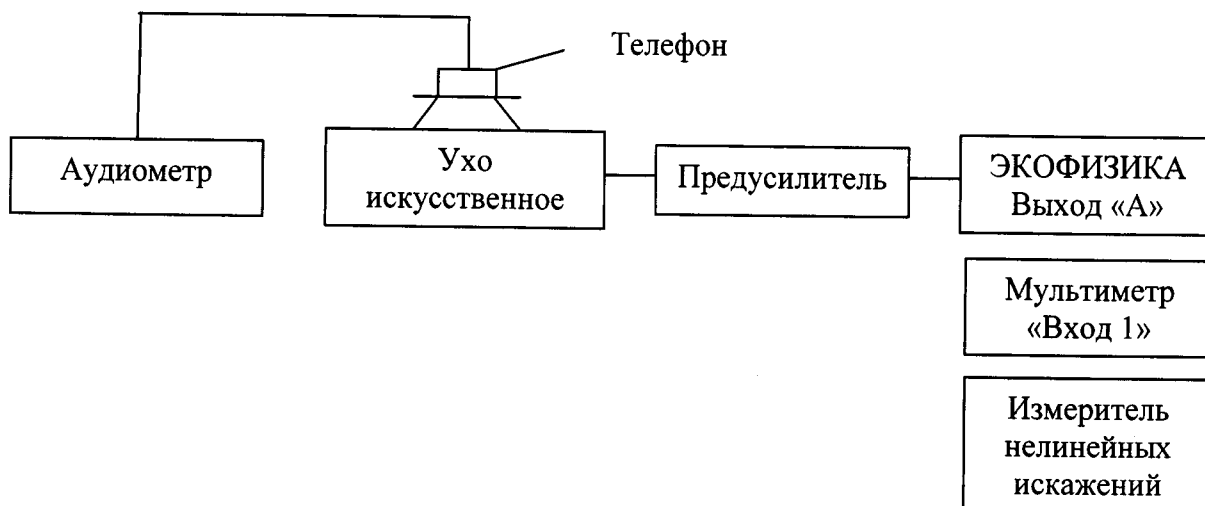 Телефон
Аудиометр
Ухо
искусственное
Предусилитель
ЭКОФИЗИКА
Выход «А»
Мультиметр
«Вход 1»
Измеритель
нелинейных
искажений